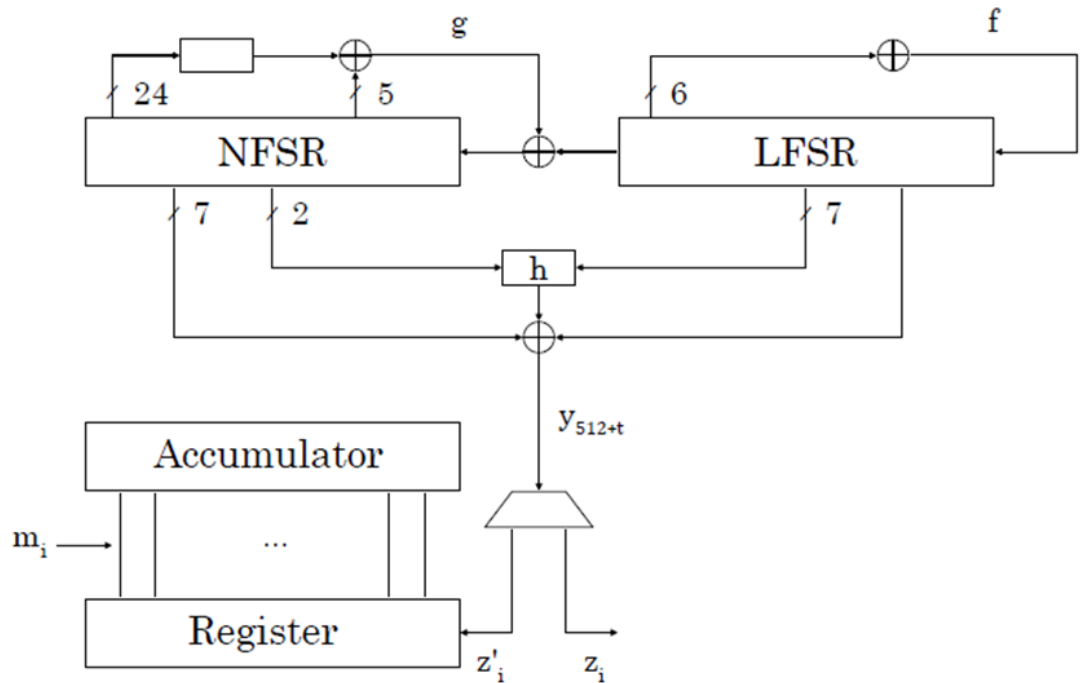 g
f
24
5
6
NFSR
LFSR
7
2
7
h
y512+t
Accumulator
mi
...
Register
z'i
zi